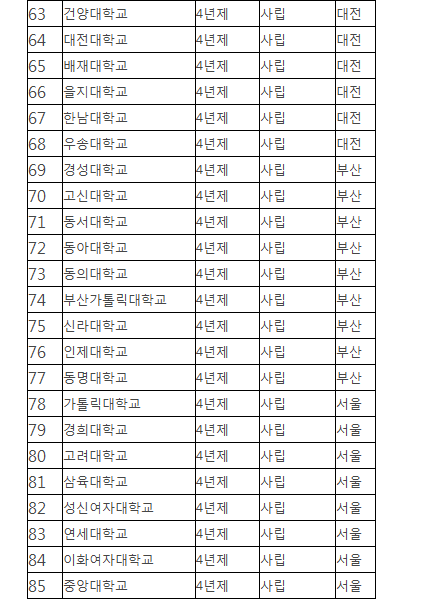 63 건양대학교 4년제 사립 대전
64 대전대학교 4년제 사립 대전
65 배재대학교 4년제 사립 대전
66 을지대학교 4년제 사립 대전
67 한남대학교 4년제 사립 대전
68 우송대학교 4년제 사립 대전
69 경성대학교 4년제 사립 부산
70 고신대학교 4년제 사립 부산
71 동서대학교 4년제 사립 부산
72 동아대학교 4년제 사립 부산
73 동의대학교 4년제 사립 부산
74 부산가톨릭대학교 4년제 사립 부산
75 신라대학교 4년제 사립 부산
76 인제대학교 4년제 사립 부산
77 동명대학교 4년제 사립 부산
78 가톨릭대학교 4년제 사립 서울
79 경희대학교 4년제 사립 서울
80 고려대학교 4년제 사립 서울
81 삼육대학교 4년제 사립 서울
82 성신여자대학교 4년제 사립 서울
83 연세대학교 4년제 사립 서울
84 이화여자대학교 4년제 사립 서울
85 중앙대학교 4년제 사립 서울